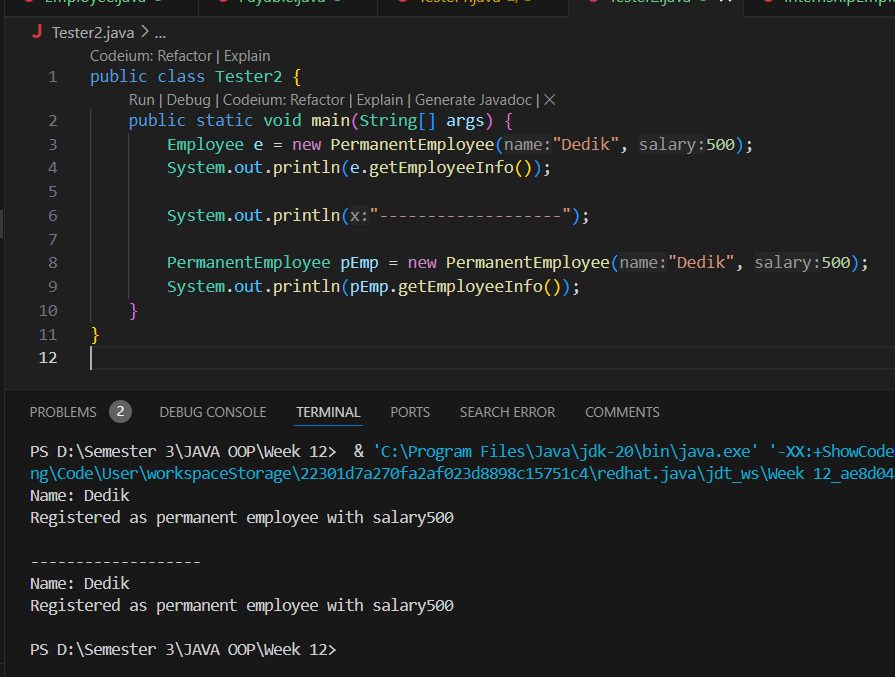 Tester2.java > ...
Codeium: Refactor | Explain
1 public class Tester2 {
Run | Debug | Codeium: Refactor | Explain | Generate Javadoc | X
2 public static void main(String[] args) {
3 Employee e = new PermanentEmployee(name:"Dedik", salary:500);
4 System.out.println(e.getEmployeeInfo());
5
6 System.out.println(x:"-------------------");
7
8 PermanentEmployee pEmp = new PermanentEmployee(name:"Dedik", salary:500);
9 System.out.println(pEmp.getEmployeeInfo());
10 }
11 }
12
PROBLEMS 2 DEBUG CONSOLE TERMINAL PORTS SEARCH ERROR COMMENTS
PS D:\Semester 3\JAVA OOP\Week 12> & 'C:\Program Files\Java\jdk-20\bin\java.exe' '-XX:+ShowCode
ng\Code\User\workspaceStorage\22301d7a270fa2af023d8898c15751c4\redhat.java\jdt_ws\Week 12_ae8d04
Name: Dedik
Registered as permanent employee with salary500
-------------------
Name: Dedik
Registered as permanent employee with salary500
PS D:\Semester 3\JAVA OOP\Week 12>